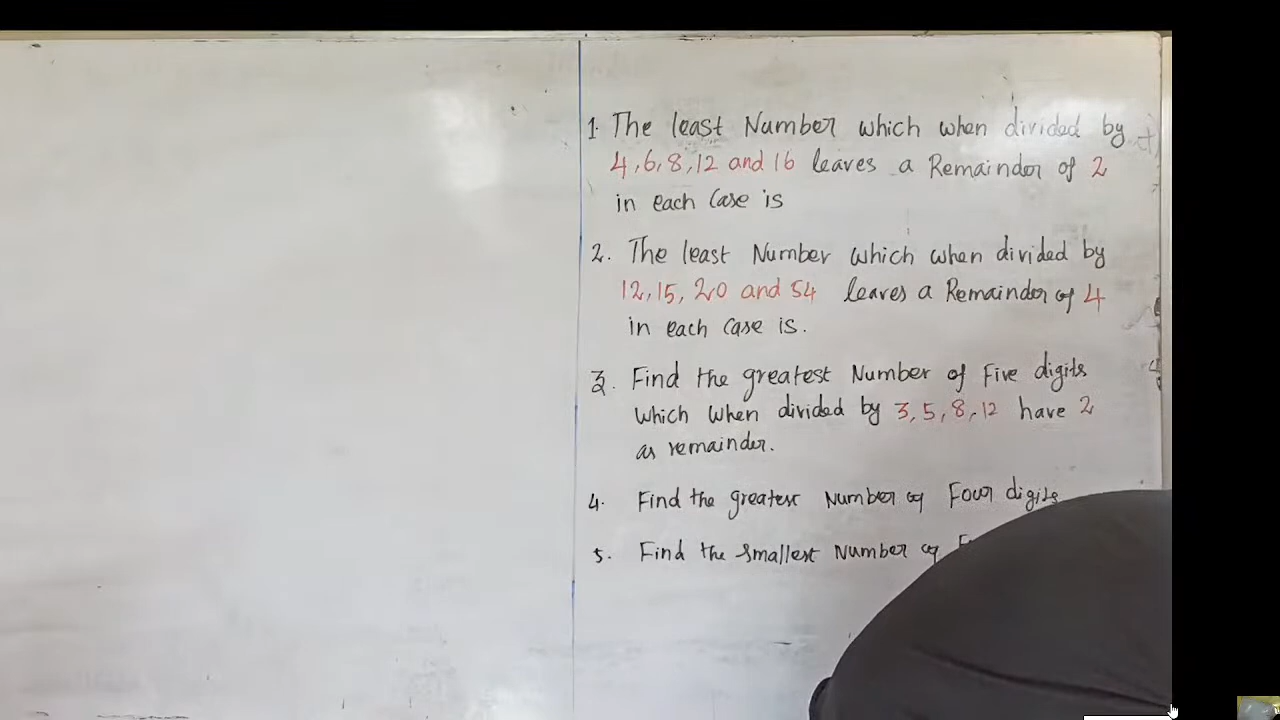 1. The least Number which when divided by
4,6,8,12 and 16 leaves a Remainder of 2
in each Case is
2. The least Number which when divided by
12,15,20 and 54 leaves a Remainder of 4
in each Case is.
3. Find the greatest Number of Five digits
which when divided by 3,5,8,12 have 2
as remainder.
4. Find the greatest Number of Four digits
5. Find the smallest Number of